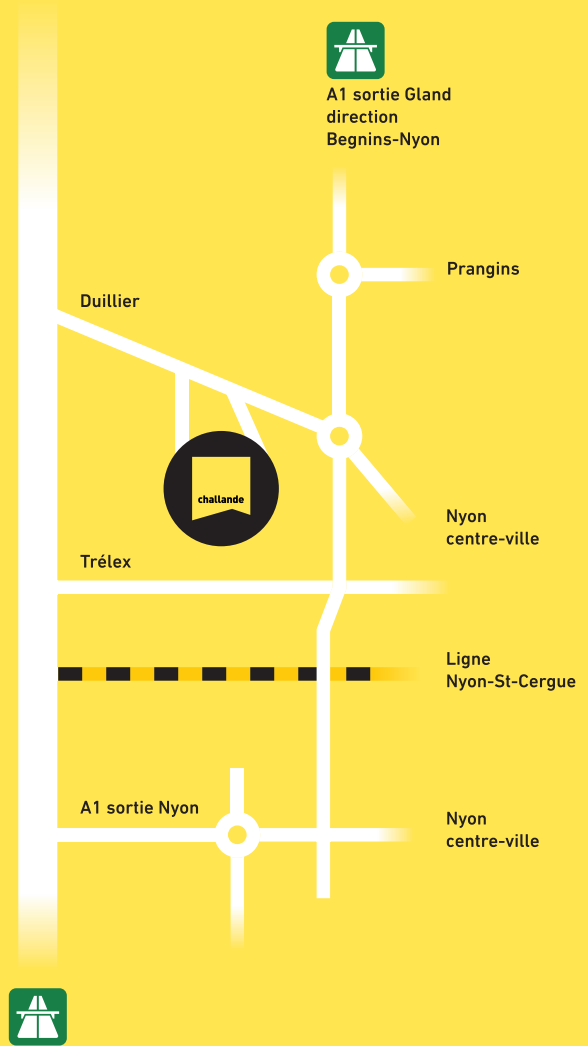 A1 sortie Gland
direction
Begnins-Nyon
Prangins
Duillier
challande
Nyon
centre-ville
Trélex
Ligne
Nyon-St-Cergue
A1 sortie Nyon
Nyon
centre-ville